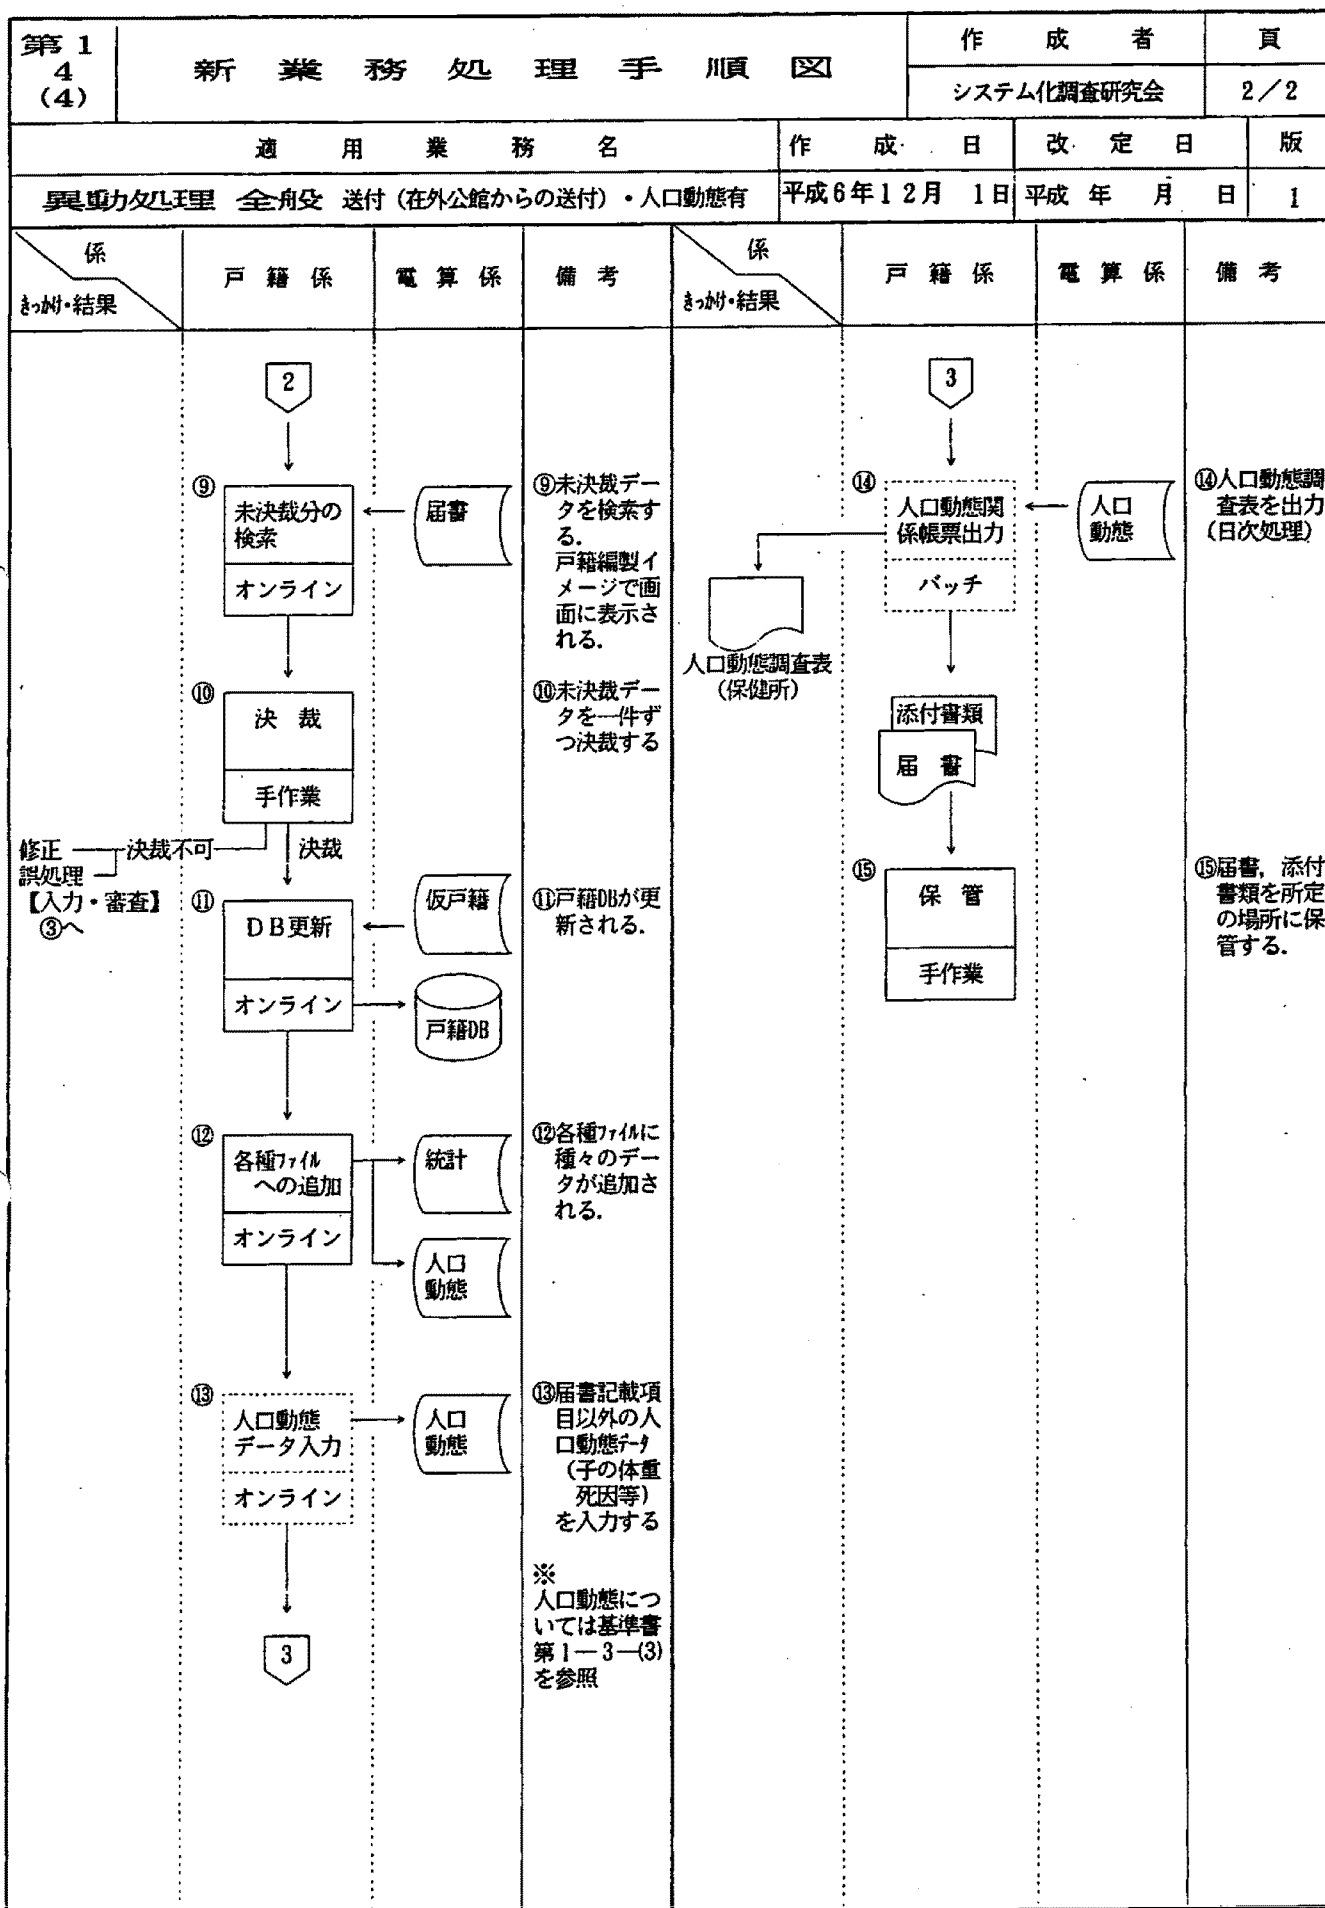 第1
4
(4)
新業務処理手順図
作成者
頁
システム化調査研究会
2／2
適用業務名
作成日
改定日
版
異動処理 全般 送付（在外公館からの送付）・人口動態有
平成6年12月 1日
平成 年 月 日
1
係
きっかけ・結果
戸籍係
電算係
備考
係
きっかけ・結果
戸籍係
電算係
備考
2
⑨
未決裁分の
検索
オンライン
届書
⑨未決裁デー
タを検索す
る.
戸籍編製イ
メージで画
面に表示さ
れる.
⑩
決裁
手作業
⑩未決裁デー
タを一件ず
つ決裁する
修正
誤処理
決裁不可
決裁
【入力・審査】
③へ
⑪
DB更新
オンライン
仮戸籍
戸籍DB
⑪戸籍DBが更
新される.
⑫
各種ファイル
への追加
オンライン
統計
人口
動態
⑫各種ファイルに
種々のデー
タが追加さ
れる.
⑬
人口動態
データ入力
オンライン
人口
動態
⑬届書記載項
目以外の人
口動態データ
（子の体重
死因等）
を入力する
※
人口動態につ
いては基準書
第1－3－(3)
を参照
3
3
⑭
人口動態関
係帳票出力
バッチ
人口
動態
⑭人口動態調
査表を出力
（日次処理）
人口動態調査表
（保健所）
添付書類
届書
⑮
保管
手作業
⑮届書，添付
書類を所定
の場所に保
管する.